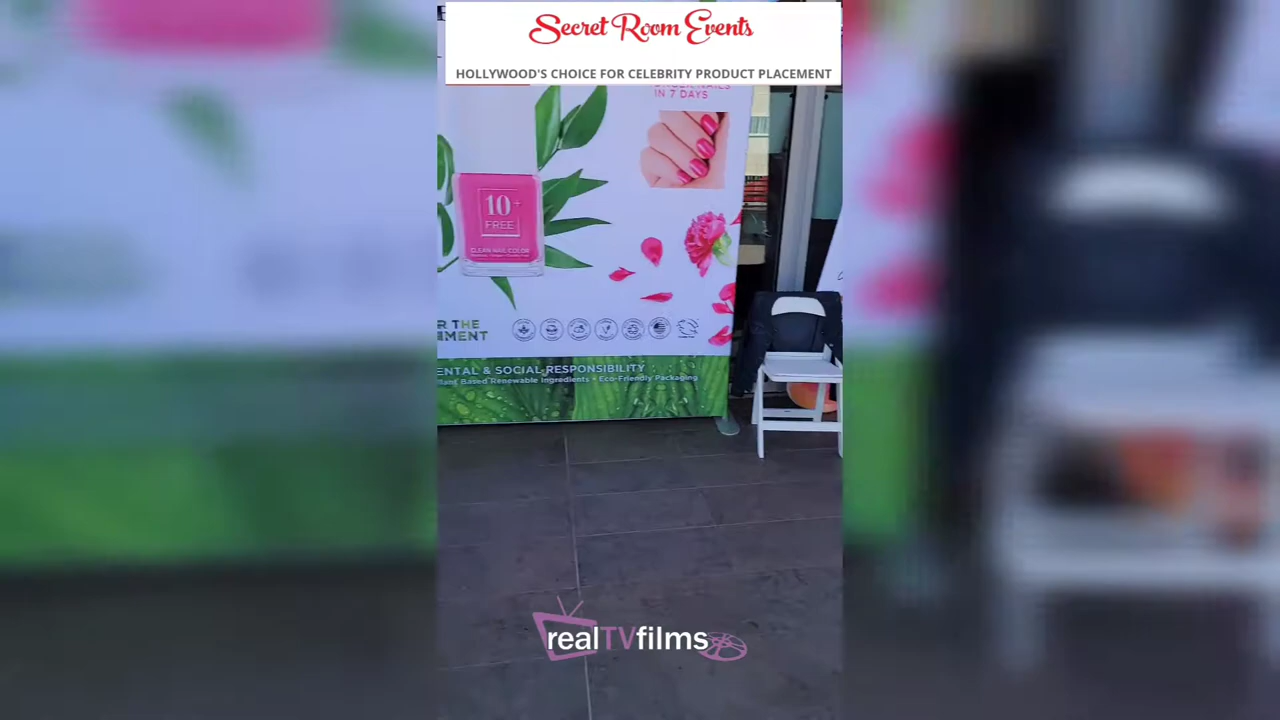 Secret Room Events
HOLLYWOOD'S CHOICE FOR CELEBRITY PRODUCT PLACEMENT
IN 7 DAYS
10+
FREE
CLEAN NAIL COLOR
R THE
NMENT
ENTAL & SOCIAL RESPONSIBILITY
Plant Based Renewable Ingredients • Eco-Friendly Packaging
realTVfilms